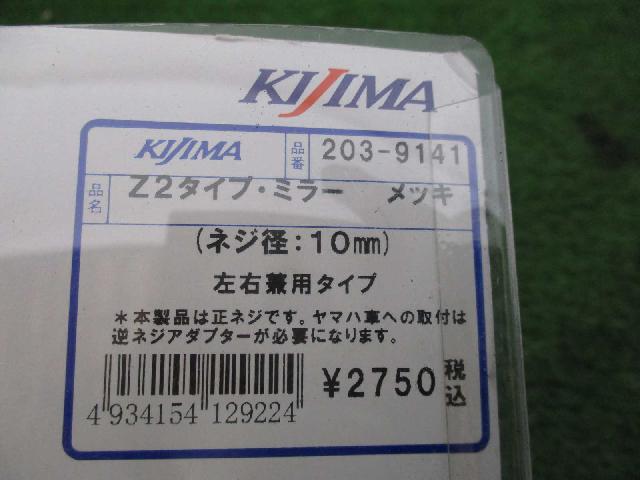 KIJIMA
KIJIMA 品番 203-9141
品名 Z2タイプ・ミラー メッキ
(ネジ径:10mm)
左右兼用タイプ
*本製品は正ネジです。ヤマハ車への取付は
逆ネジアダプターが必要になります。
¥2750 税込
4 934154 129224